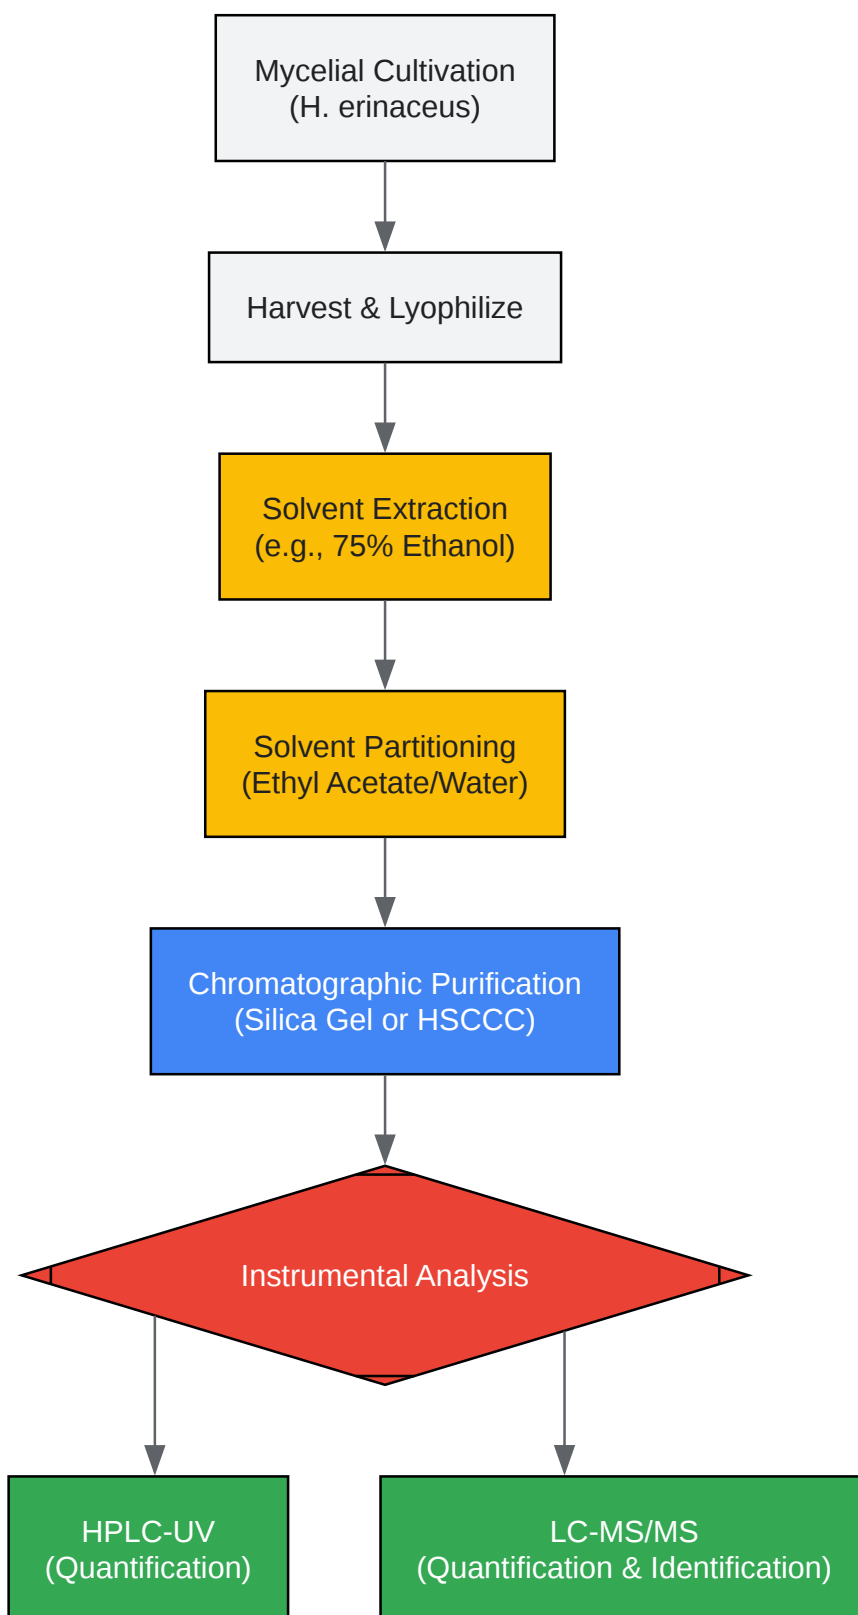 Mycelial Cultivation
(H. erinaceus)
Harvest & Lyophilize
Solvent Extraction
(e.g., 75% Ethanol)
Solvent Partitioning
(Ethyl Acetate/Water)
Chromatographic Purification
(Silica Gel or HSCCC)
Instrumental Analysis
HPLC-UV
(Quantification)
LC-MS/MS
(Quantification & Identification)